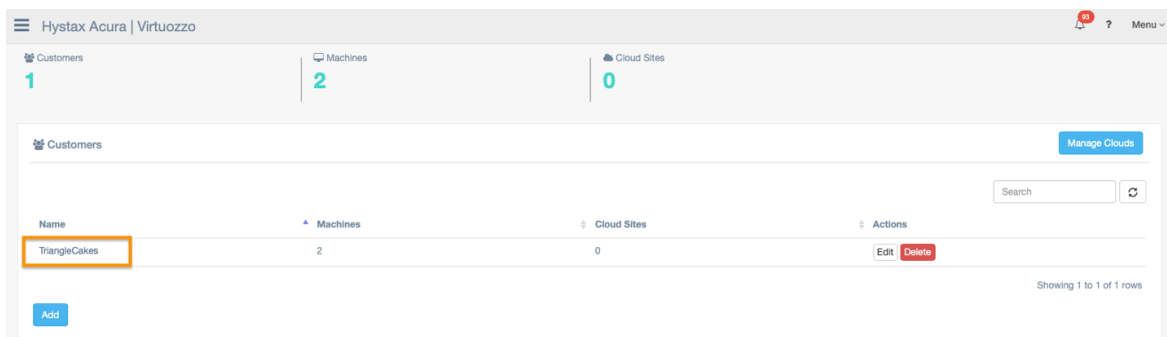 Hystax Acura | Virtuozzo
93 ? Menu
Customers Machines Cloud Sites
1 2 0
Customers Manage Clouds
Search
Name Machines Cloud Sites Actions
TriangleCakes 2 0 Edit Delete
Showing 1 to 1 of 1 rows
Add